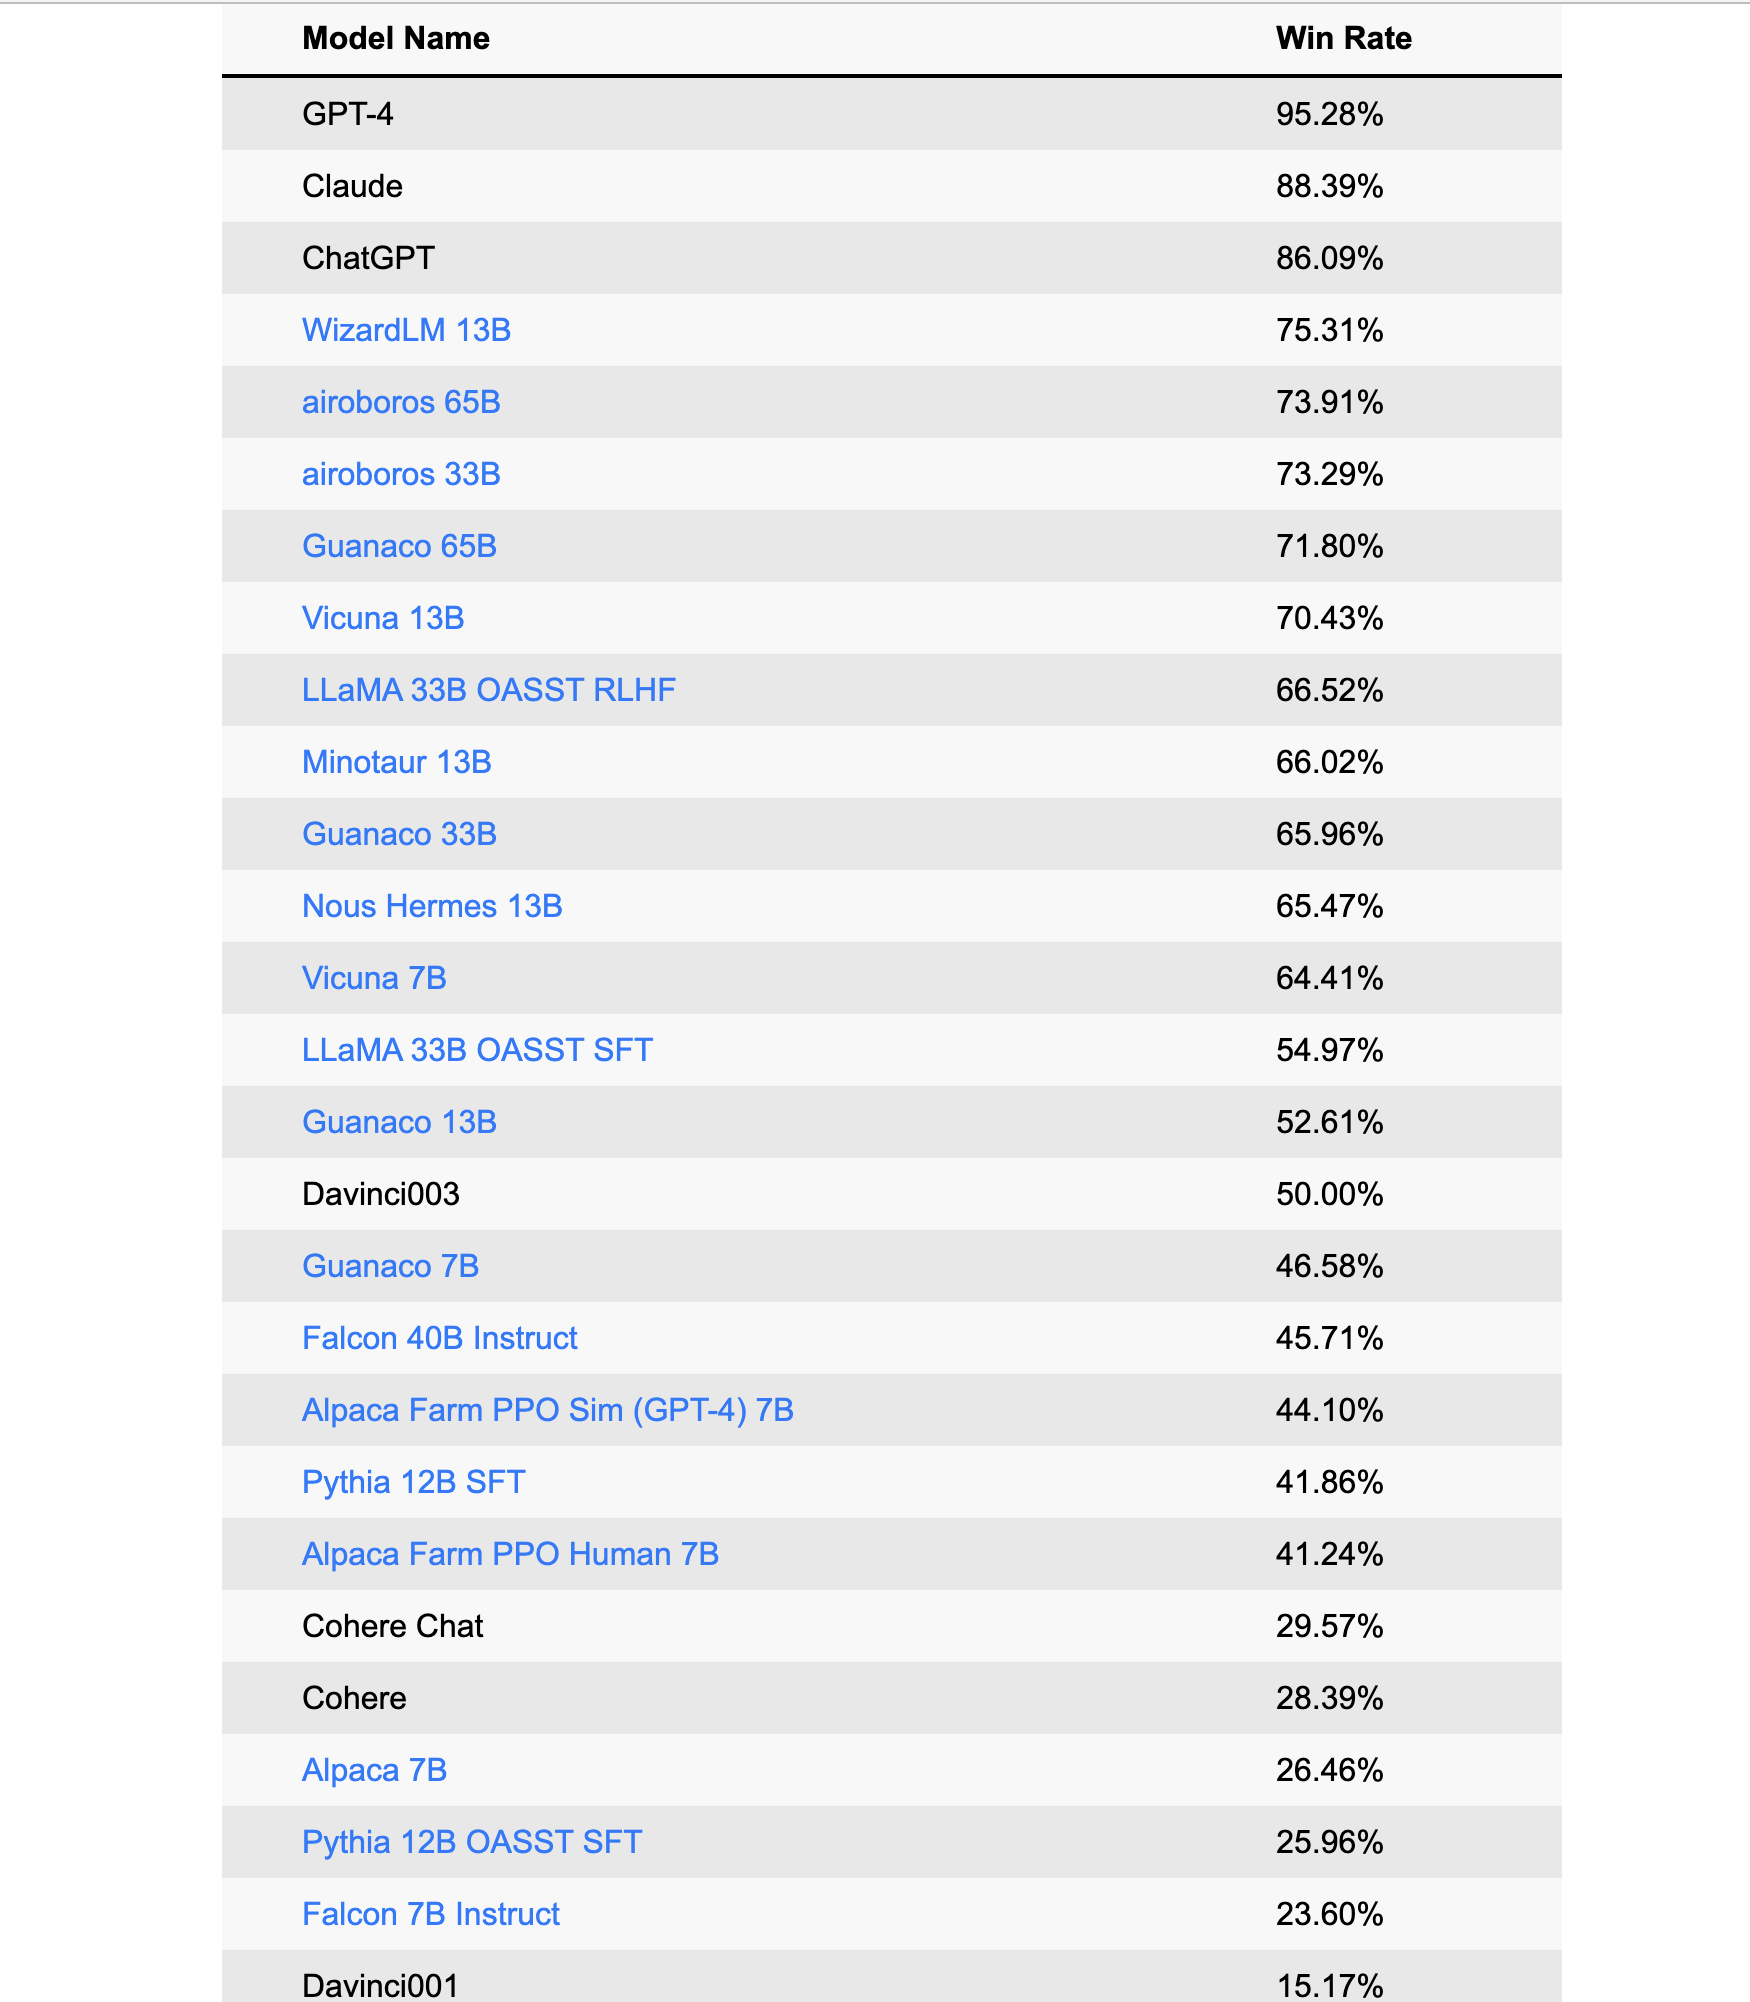 Model Name Win Rate
GPT-4 95.28%
Claude 88.39%
ChatGPT 86.09%
WizardLM 13B 75.31%
airoboros 65B 73.91%
airoboros 33B 73.29%
Guanaco 65B 71.80%
Vicuna 13B 70.43%
LLaMA 33B OASST RLHF 66.52%
Minotaur 13B 66.02%
Guanaco 33B 65.96%
Nous Hermes 13B 65.47%
Vicuna 7B 64.41%
LLaMA 33B OASST SFT 54.97%
Guanaco 13B 52.61%
Davinci003 50.00%
Guanaco 7B 46.58%
Falcon 40B Instruct 45.71%
Alpaca Farm PPO Sim (GPT-4) 7B 44.10%
Pythia 12B SFT 41.86%
Alpaca Farm PPO Human 7B 41.24%
Cohere Chat 29.57%
Cohere 28.39%
Alpaca 7B 26.46%
Pythia 12B OASST SFT 25.96%
Falcon 7B Instruct 23.60%
Davinci001 15.17%